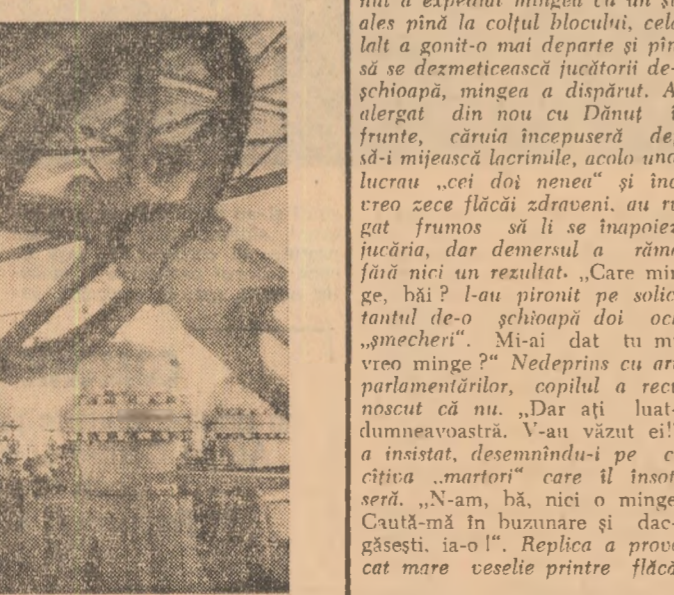 nul a expediat mingea cu un
ales pînă la colțul blocului, cel
lalt a gonit-o mai departe și pîn
să se dezmeticească jucătorii de-
șchioapă, mingea a dispărut. A
alergat din nou cu Dănuț î
frunte, căruia începuseră de
să-i mijească lacrimile, acolo und
lucrau „cei doi nenea“ și înc
vreo zece flăcăi zdraveni. au ru
gat frumos să li se înapoiez
jucăria, dar demersul a răm
fără nici un rezultat. „Care min
ge, băi ? l-au pironit pe solic
tantul de-o șchioapă doi oc
„șmecheri“. Mi-ai dat tu m
vreo minge ?“ Nedeprins cu ar
parlamentărilor, copilul a recu
noscut că nu. „Dar ați luat-
dumneavoastră. V-au văzut ei!
a insistat, desemnîndu-i pe c
cîțiva „martori“ care îl însoț
seră. „N-am, bă, nici o minge
Caută-mă în buzunare și dac-
găsești, ia-o !“. Replica a provo
cat mare veselie printre flăcă